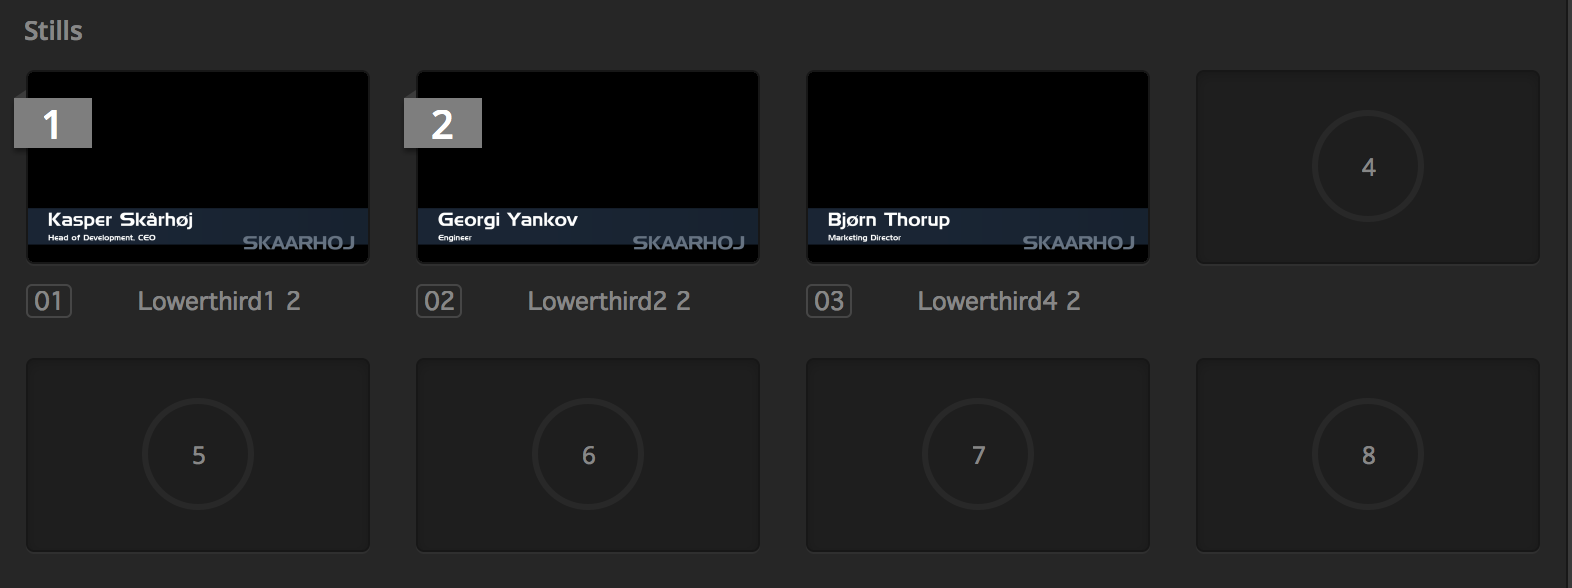 Stills
1
Kasper Skårhøj
Head of Development. CEO
SKAARHOJ
2
Georgi Yankov
Engineer
SKAARHOJ
Bjørn Thorup
Marketing Director
SKAARHOJ
4
01 Lowerthird1 2
02 Lowerthird2 2
03 Lowerthird4 2
5
6
7
8